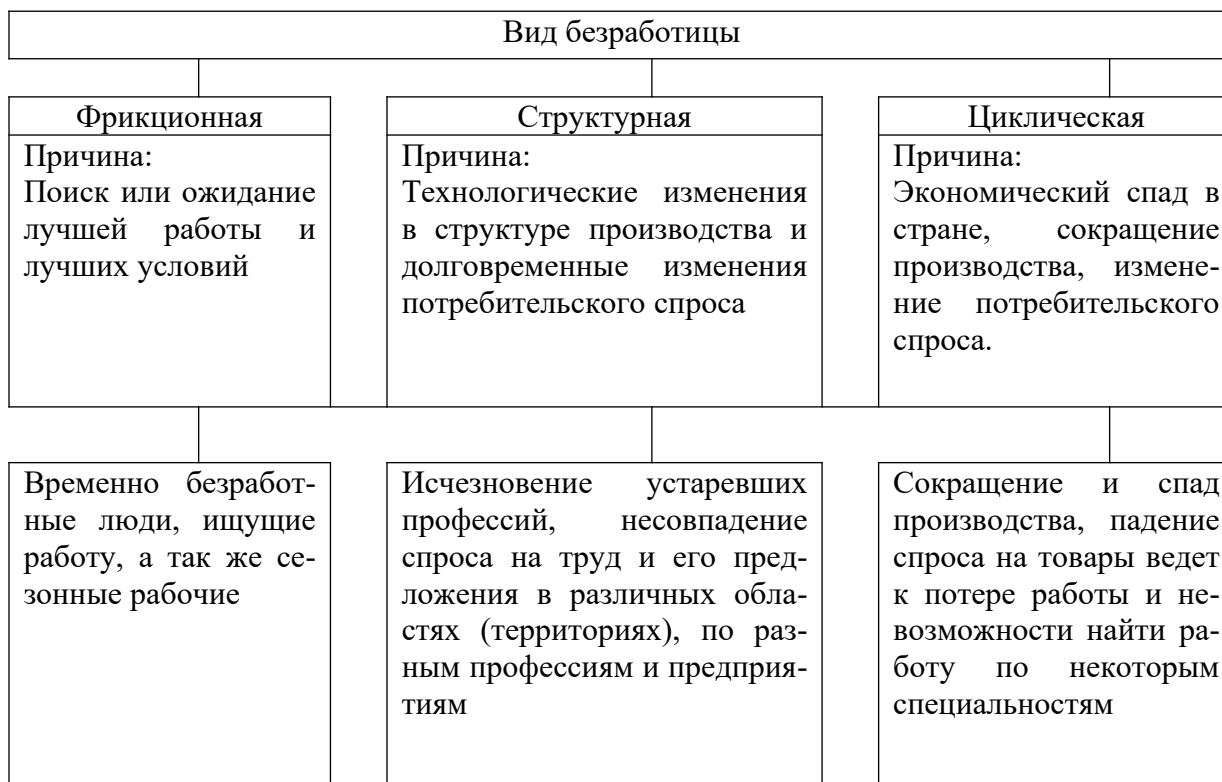 Вид безработицы
Фрикционная
Причина:
Поиск или ожидание
лучшей работы и
лучших условий
Структурная
Причина:
Технологические изменения
в структуре производства и
долговременные изменения
потребительского спроса
Циклическая
Причина:
Экономический спад в
стране, сокращение
производства, измене-
ние потребительского
спроса.
Временно безработ-
ные люди, ищущие
работу, а так же се-
зонные рабочие
Исчезновение устаревших
профессий, несовпадение
спроса на труд и его пред-
ложения в различных обла-
стях (территориях), по раз-
ным профессиям и предприя-
тиям
Сокращение и спад
производства, падение
спроса на товары ведет
к потере работы и не-
возможности найти ра-
боту по некоторым
специальностям